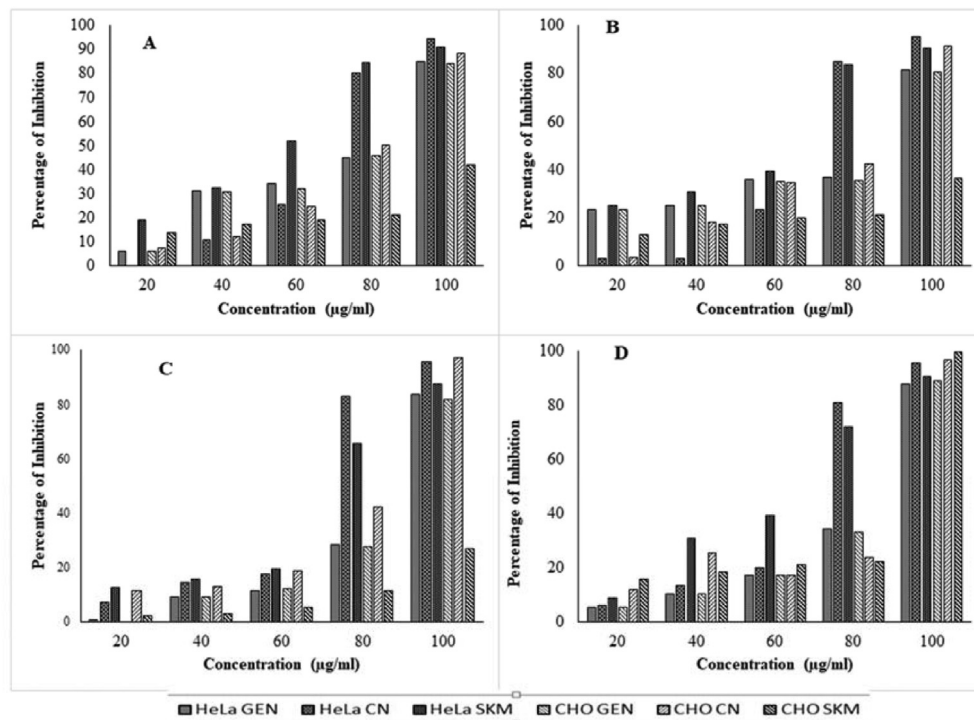 A
Percentage of Inhibition
100
90
80
70
60
50
40
30
20
10
0
20 40 60 80 100
Concentration (µg/ml)
B
Percentage of Inhibition
100
80
60
40
20
0
20 40 60 80 100
Concentration (µg/ml)
C
Percentage of Inhibition
100
80
60
40
20
0
20 40 60 80 100
Concentration (µg/ml)
D
Percentage of Inhibition
100
80
60
40
20
0
20 40 60 80 100
Concentration (µg/ml)
HeLa GEN HeLa CN HeLa SKM CHO GEN CHO CN CHO SKM